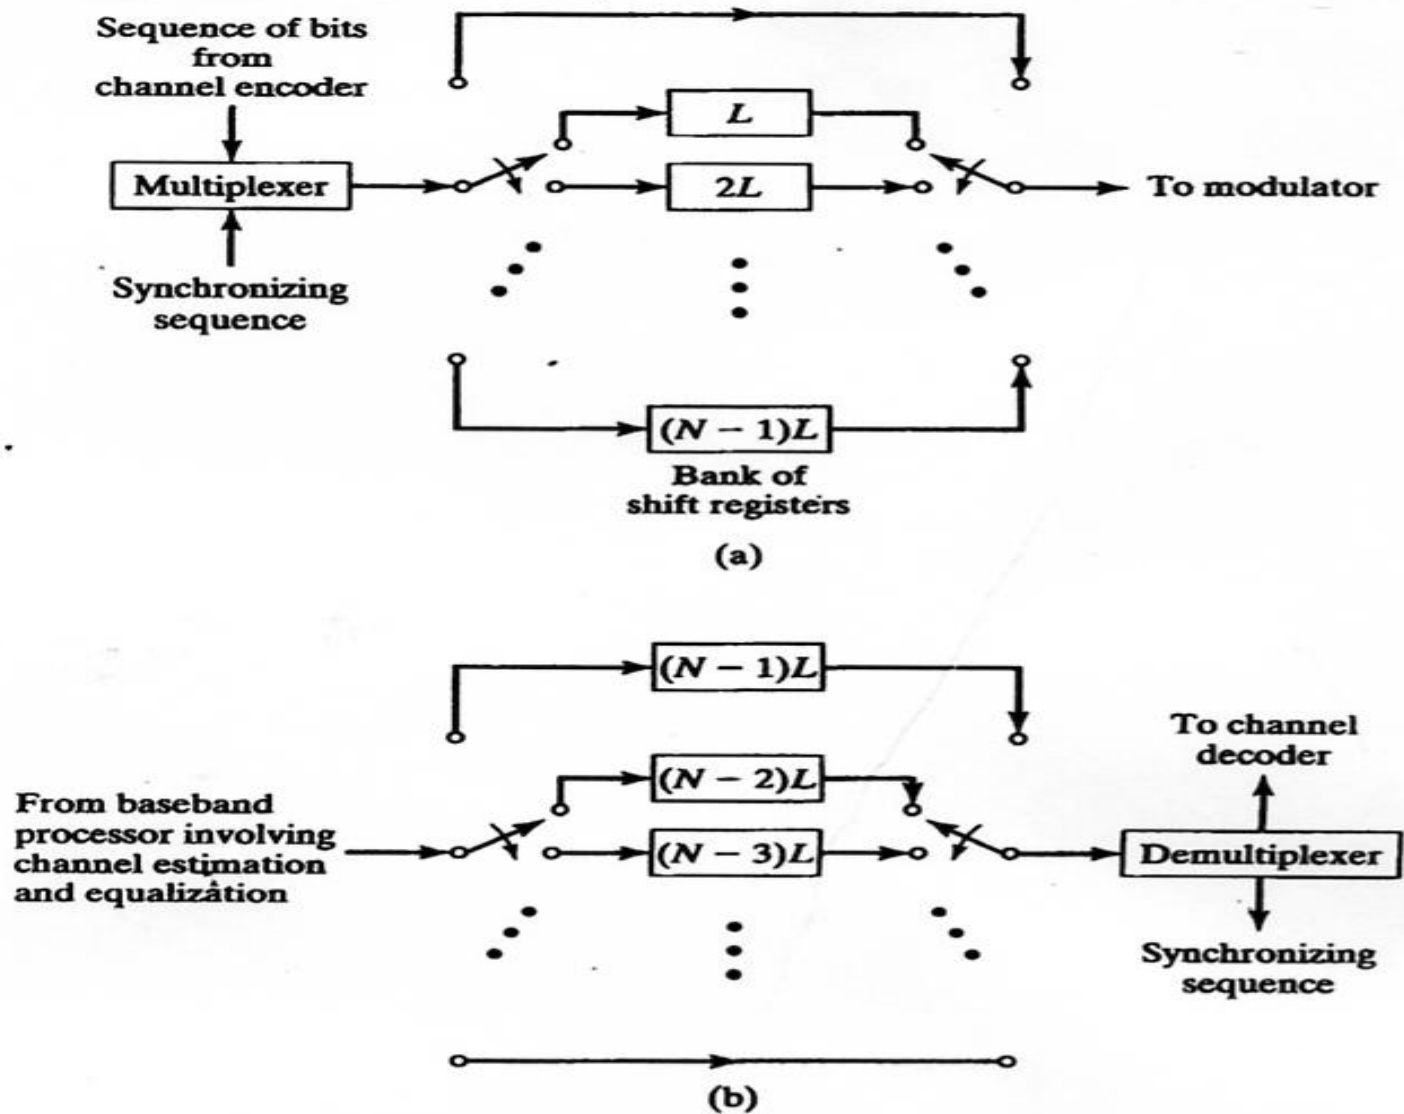 Sequence of bits
from
channel encoder
L
Multiplexer
2L
To modulator
Synchronizing
sequence
(N − 1)L
Bank of
shift registers
(a)
(N − 1)L
To channel
decoder
(N − 2)L
From baseband
processor involving
channel estimation
and equalization
(N − 3)L
Demultiplexer
Synchronizing
sequence
(b)